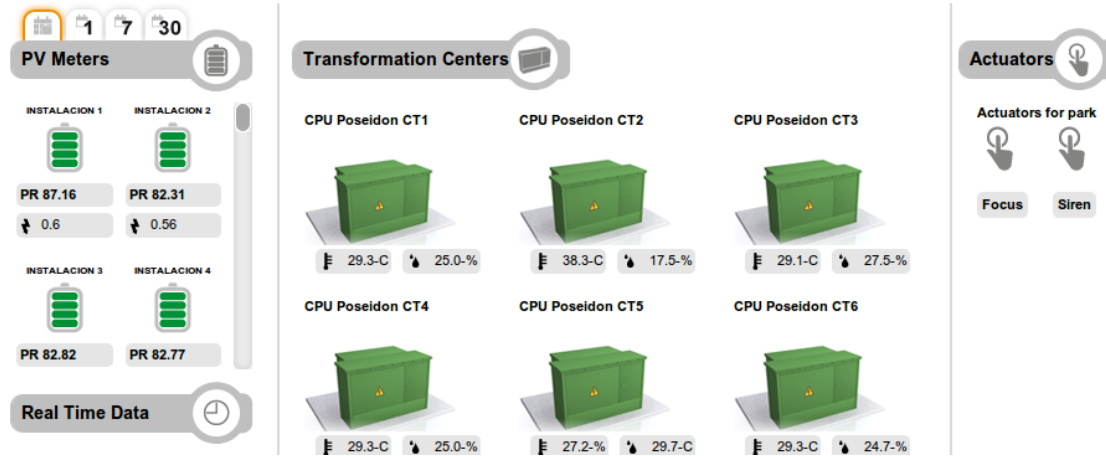 1 7 30
PV Meters
INSTALACION 1 INSTALACION 2
PR 87.16 PR 82.31
0.6 0.56
INSTALACION 3 INSTALACION 4
PR 82.82 PR 82.77
Real Time Data
Transformation Centers
CPU Poseidon CT1 CPU Poseidon CT2 CPU Poseidon CT3
29.3-C 25.0-% 38.3-C 17.5-% 29.1-C 27.5-%
CPU Poseidon CT4 CPU Poseidon CT5 CPU Poseidon CT6
29.3-C 25.0-% 27.2-% 29.7-C 29.3-C 24.7-%
Actuators
Actuators for park
Focus Siren